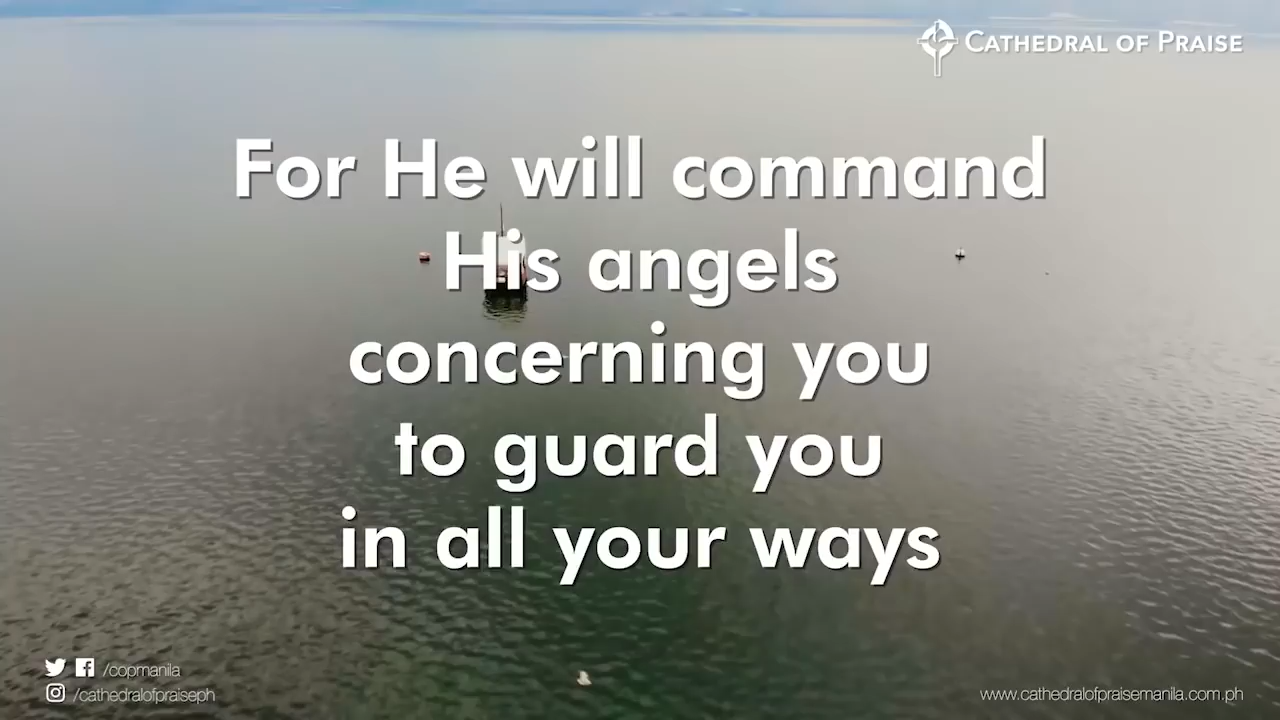 CATHEDRAL OF PRAISE
For He will command
His angels
concerning you
to guard you
in all your ways
/copmanila
/cathedralofpraiseph
www.cathedralofpraisemanila.com.ph